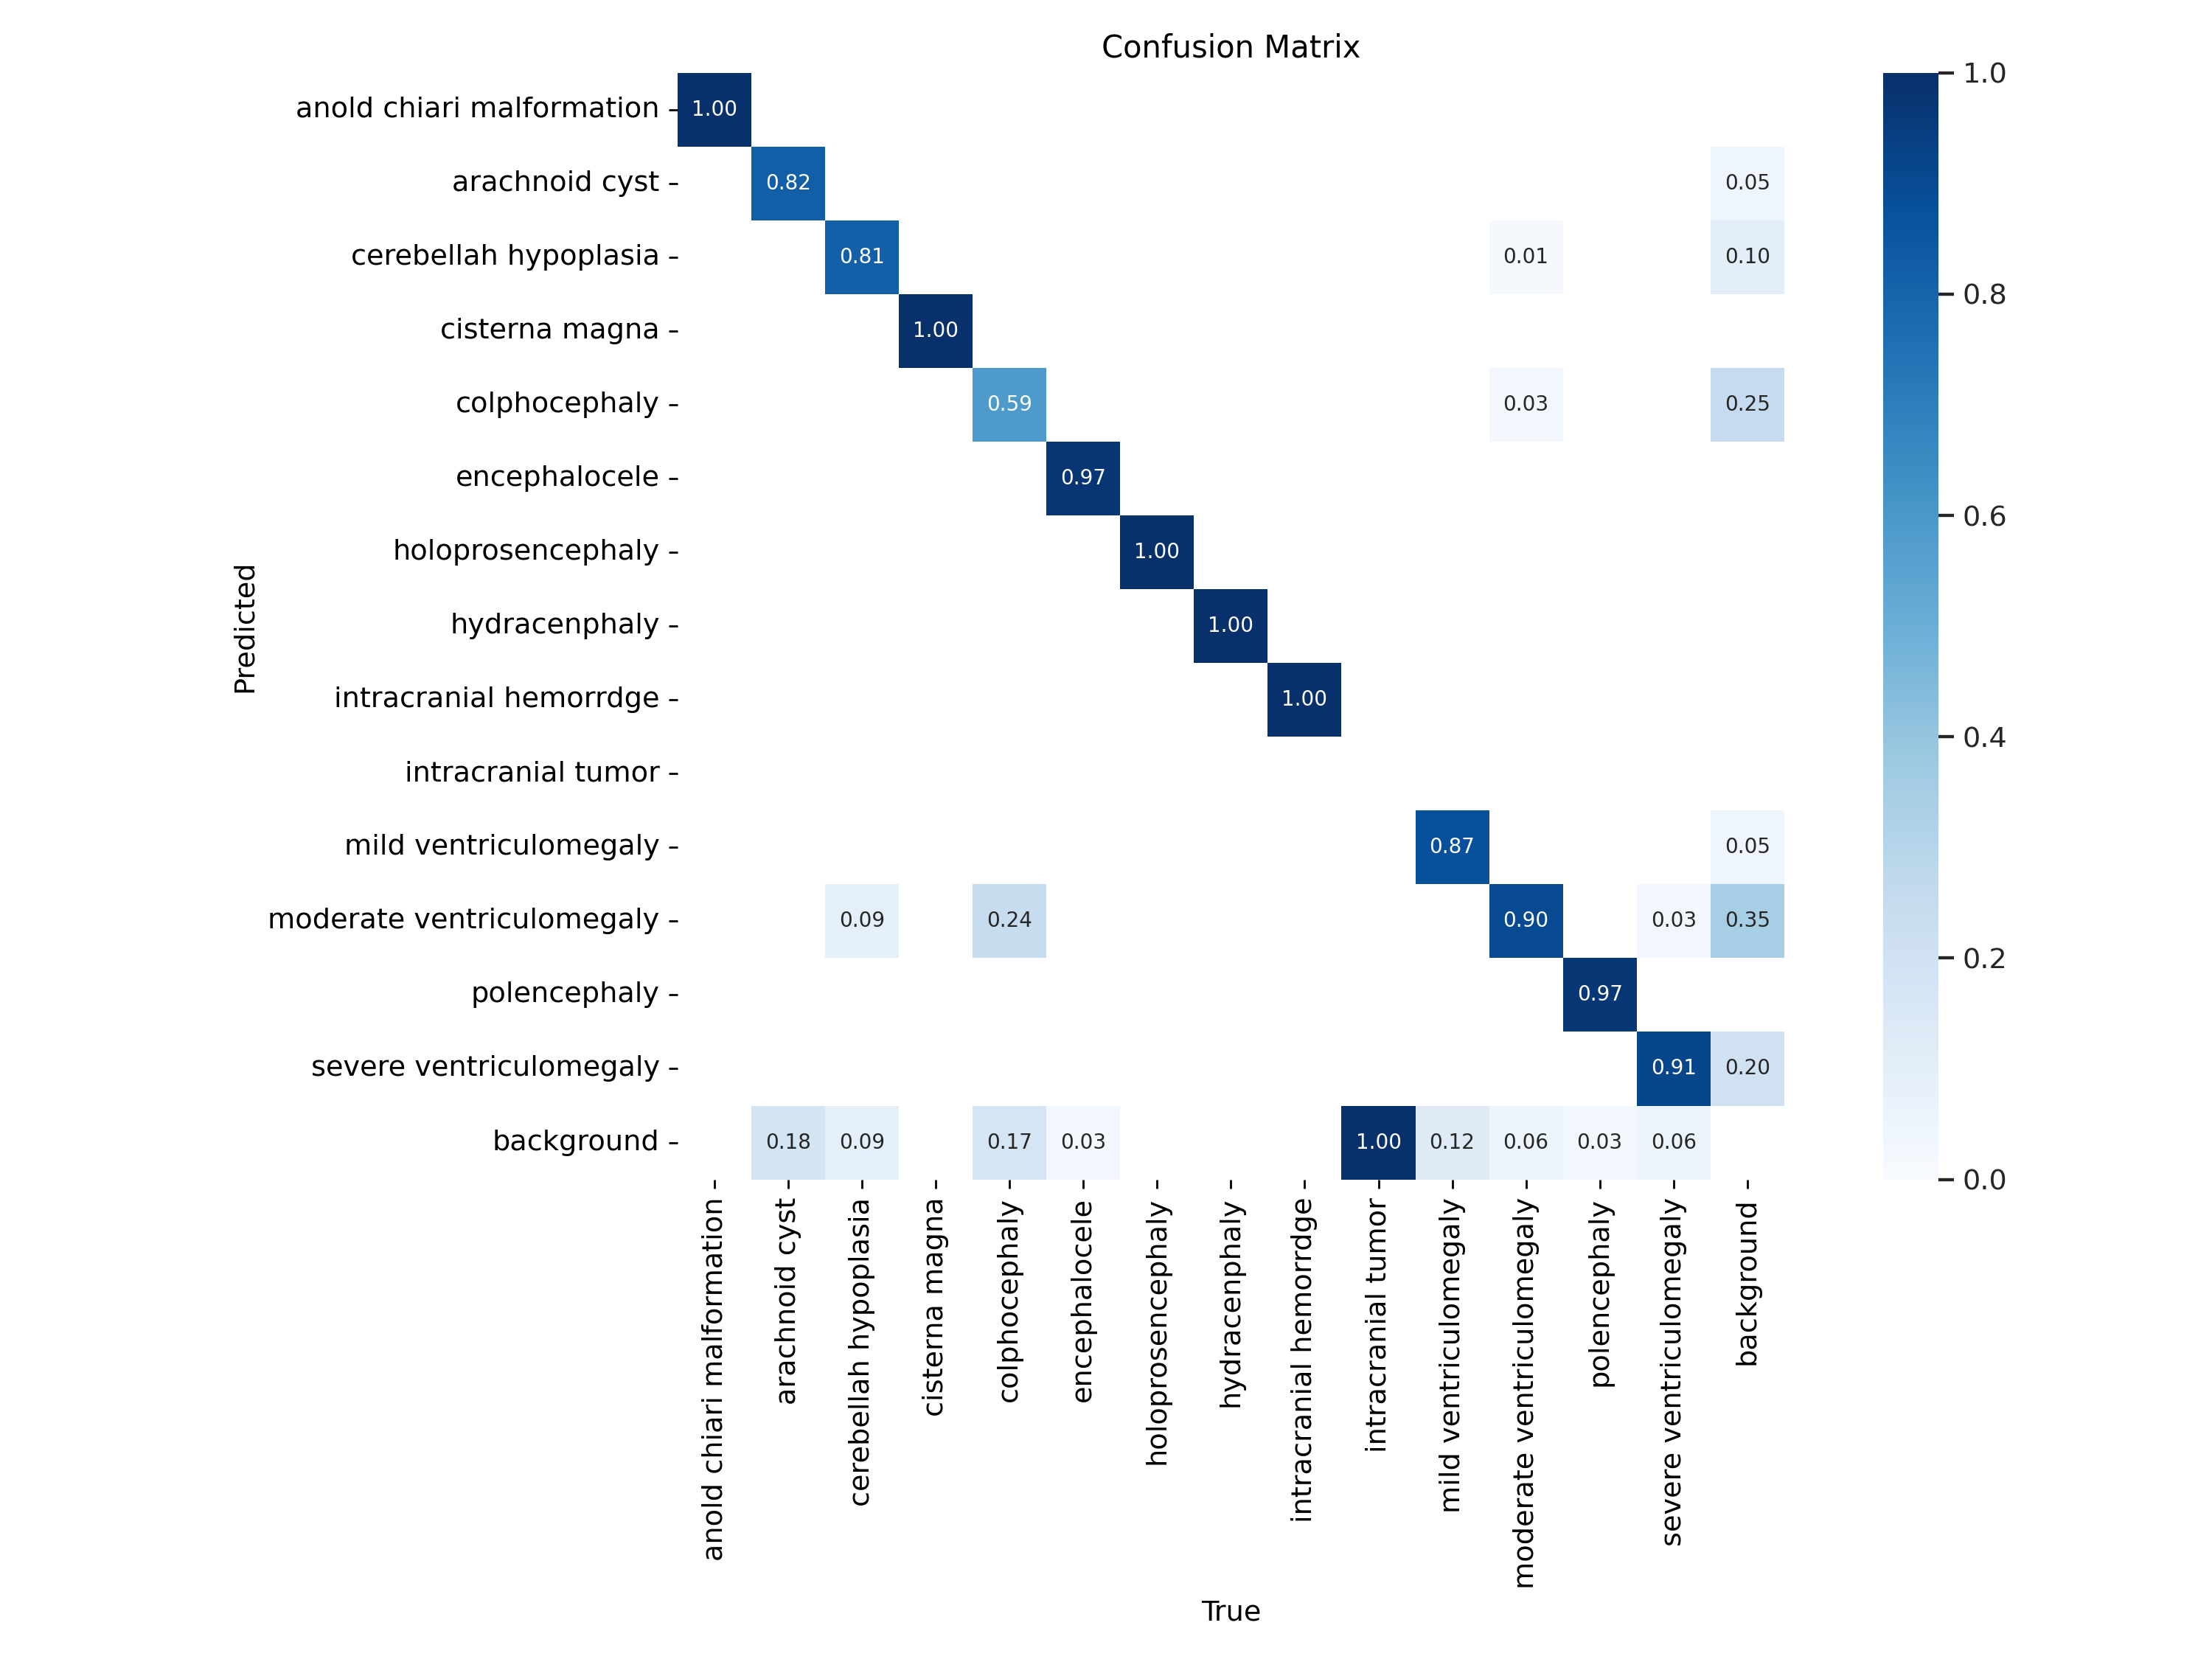 Confusion Matrix
anold chiari malformation 1.00
arachnoid cyst 0.82 0.05
cerebellah hypoplasia 0.81 0.01 0.10
cisterna magna 1.00
colphocephaly 0.59 0.03 0.25
encephalocele 0.97
holoprosencephaly 1.00
hydracenphaly 1.00
intracranial hemorrdge 1.00
intracranial tumor
mild ventriculomegaly 0.87 0.05
moderate ventriculomegaly 0.09 0.24 0.90 0.03 0.35
polencephaly 0.97
severe ventriculomegaly 0.91 0.20
background 0.18 0.09 0.17 0.03 1.00 0.12 0.06 0.03 0.06
Predicted
anold chiari malformation
arachnoid cyst
cerebellah hypoplasia
cisterna magna
colphocephaly
encephalocele
holoprosencephaly
hydracenphaly
intracranial hemorrdge
intracranial tumor
mild ventriculomegaly
moderate ventriculomegaly
polencephaly
severe ventriculomegaly
background
True
1.0
0.8
0.6
0.4
0.2
0.0